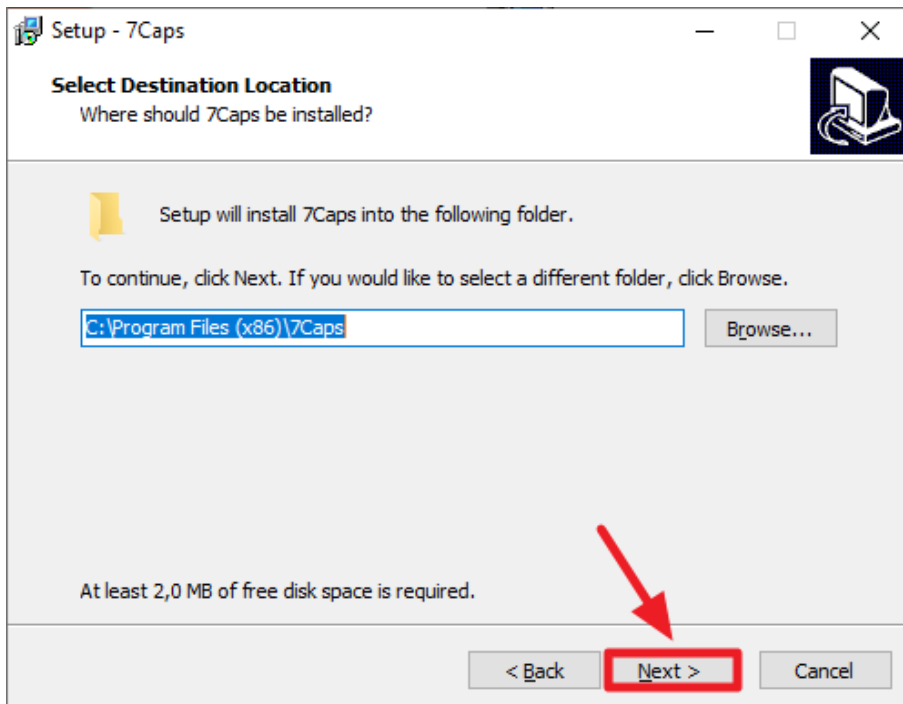 Setup - 7Caps
Select Destination Location
Where should 7Caps be installed?
Setup will install 7Caps into the following folder.
To continue, click Next. If you would like to select a different folder, click Browse.
C:\Program Files (x86)\7Caps
Browse...
At least 2,0 MB of free disk space is required.
< Back
Next >
Cancel